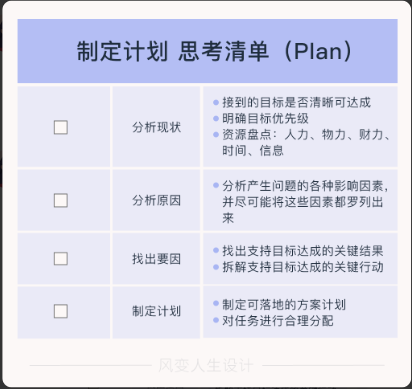 制定计划 思考清单（Plan）
分析现状
接到的目标是否清晰可达成
明确目标优先级
资源盘点：人力、物力、财力、
时间、信息
分析原因
分析产生问题的各种影响因素，
并尽可能将这些因素都罗列出
来
找出要因
找出支持目标达成的关键结果
拆解支持目标达成的关键行动
制定计划
制定可落地的方案计划
对任务进行合理分配
风变人生设计